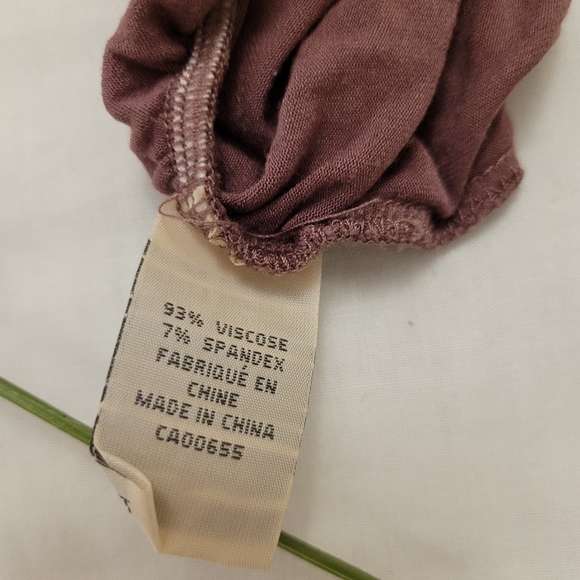 93% VISCOSE
7% SPANDEX
FABRIQUÉ EN
CHINE
MADE IN CHINA
CA00655